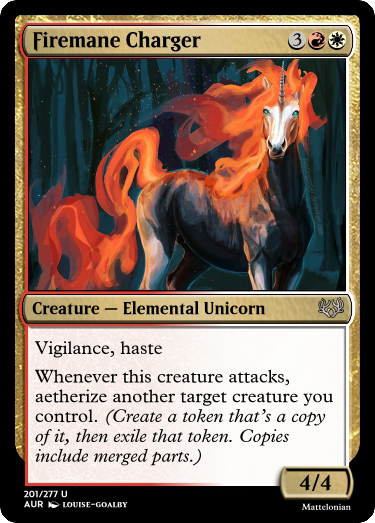 Firemane Charger 3
Creature — Elemental Unicorn
Vigilance, haste
Whenever this creature attacks,
aetherize another target creature you
control. (Create a token that's a copy
of it, then exile that token. Copies
include merged parts.)
4/4
201/277 U
AUR LOUISE-GOALBY
Mattelonian